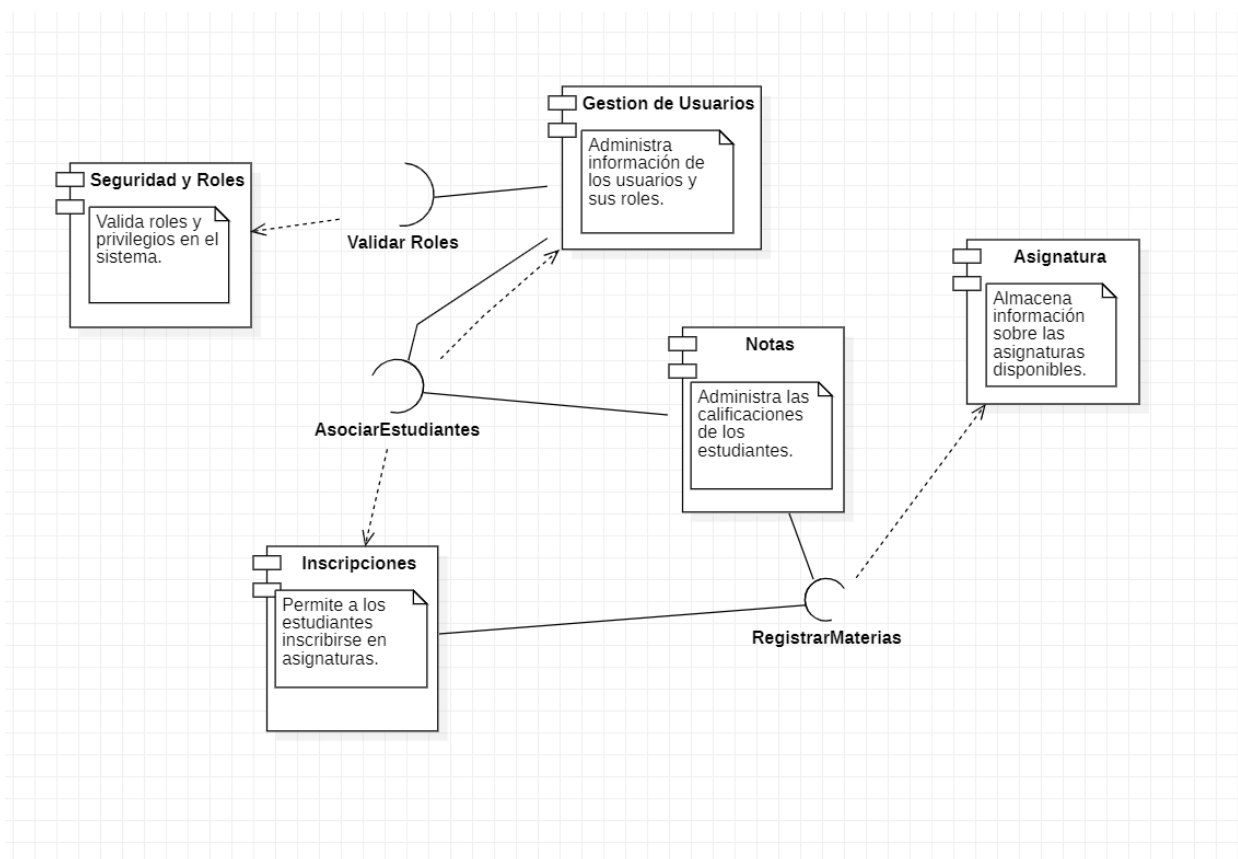 Gestion de Usuarios
Administra
información de
los usuarios y
sus roles.
Seguridad y Roles
Valida roles y
privilegios en el
sistema.
Validar Roles
Asignatura
Almacena
información
sobre las
asignaturas
disponibles.
Notas
Administra las
calificaciones
de los
estudiantes.
AsociarEstudiantes
Inscripciones
Permite a los
estudiantes
inscribirse en
asignaturas.
RegistrarMaterias